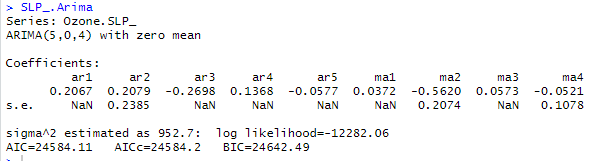 > SLP_.Arima
Series: Ozone.SLP_
ARIMA(5,0,4) with zero mean
Coefficients:
ar1 ar2 ar3 ar4 ar5 ma1 ma2 ma3 ma4
0.2067 0.2079 -0.2698 0.1368 -0.0577 0.0372 -0.5620 0.0573 -0.0521
s.e. NaN 0.2385 NaN NaN NaN NaN 0.2074 NaN 0.1078
sigma^2 estimated as 952.7: log likelihood=-12282.06
AIC=24584.11 AICc=24584.2 BIC=24642.49
>